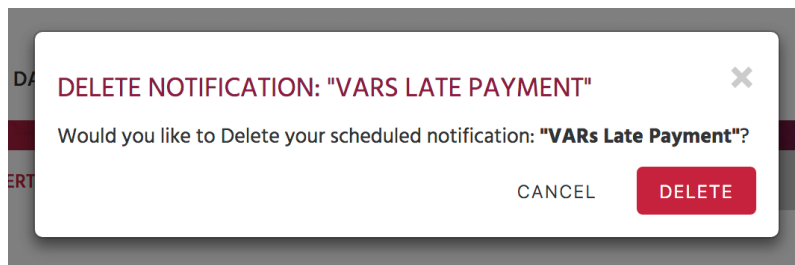 DELETE NOTIFICATION: "VARS LATE PAYMENT"
Would you like to Delete your scheduled notification: "VARs Late Payment"?
CANCEL DELETE